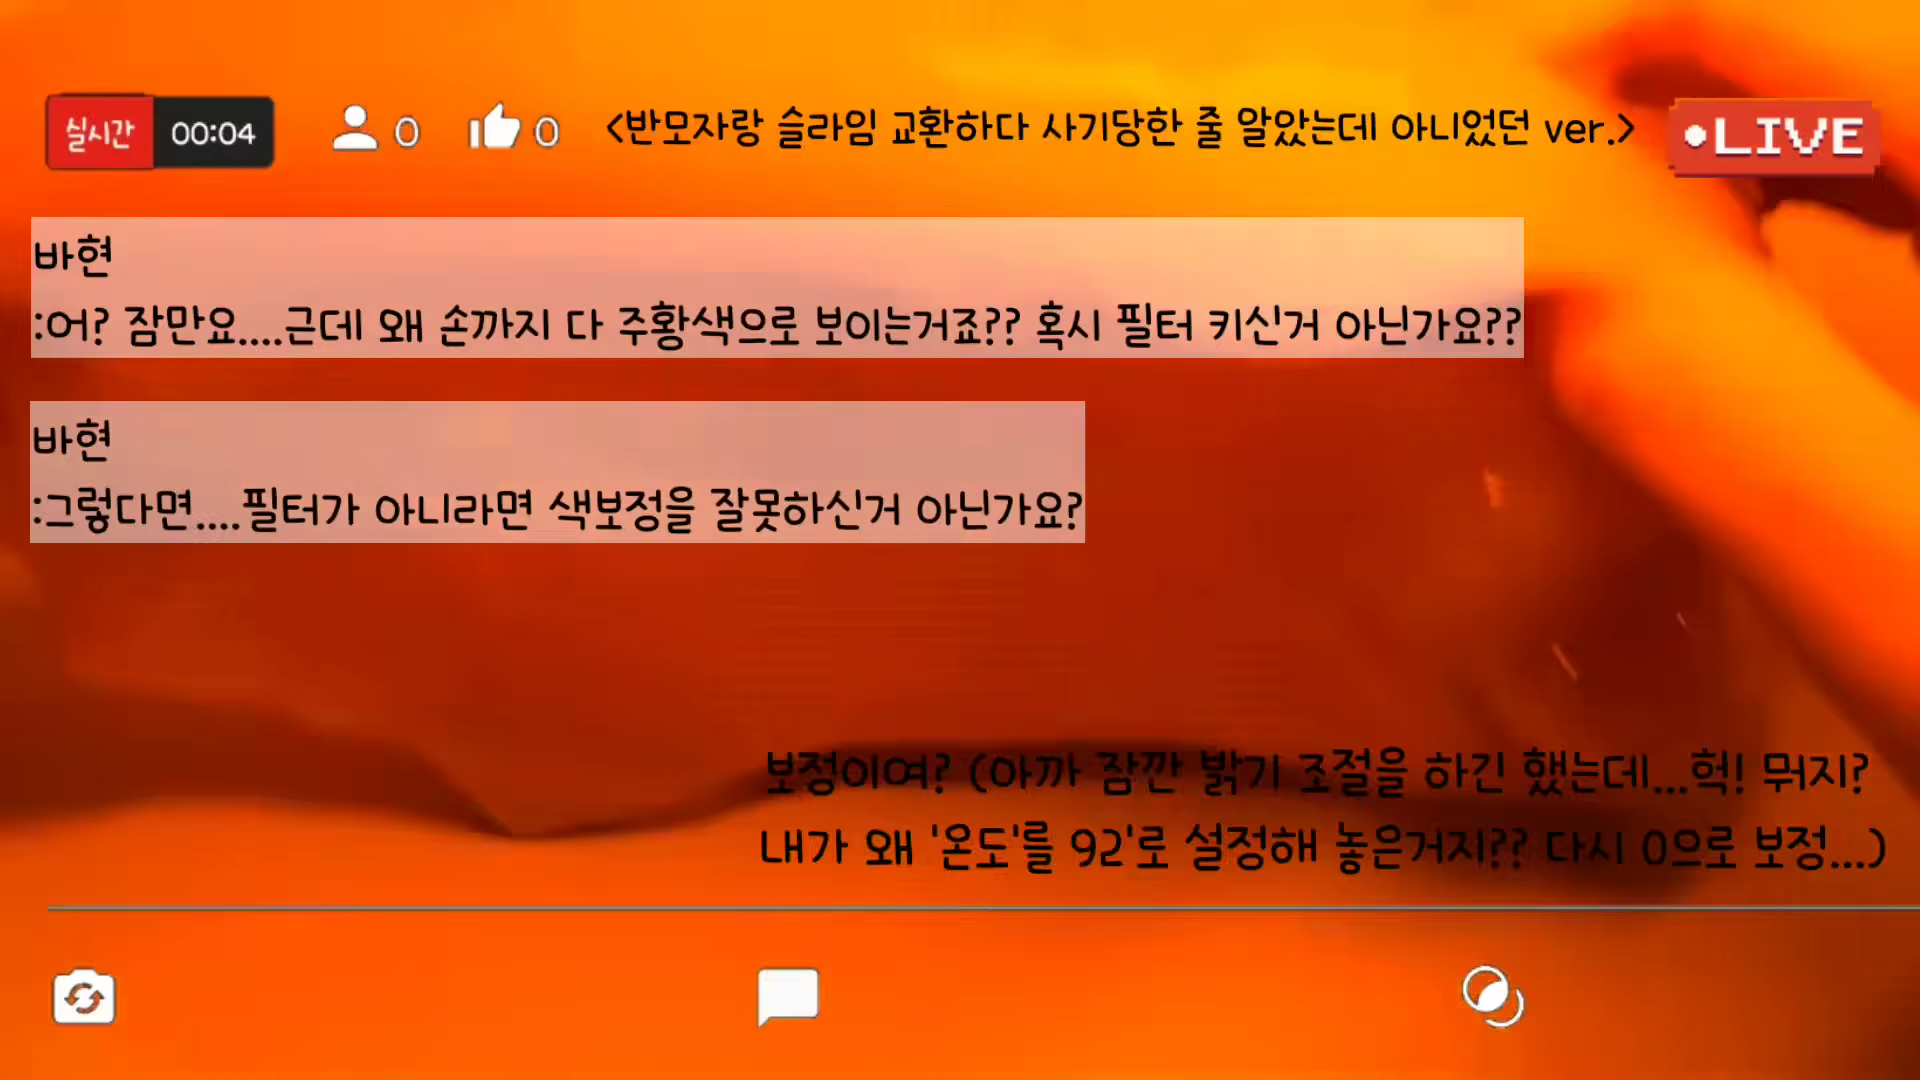 실시간 00:04 0 0 <반모자랑 슬라임 교환하다 사기당한 줄 알았는데 아니었던 ver.> LIVE
바현
:어? 잠만요....근데 왜 손까지 다 주황색으로 보이는거죠?? 혹시 필터 키신거 아닌가요??
바현
:그렇다면....필터가 아니라면 색보정을 잘못하신거 아닌가요?
보정이여? (아까 잠깐 밝기 조절을 하긴 했는데...헉! 뭐지?
내가 왜 '온도'를 92'로 설정해 놓은거지?? 다시 0으로 보정...)